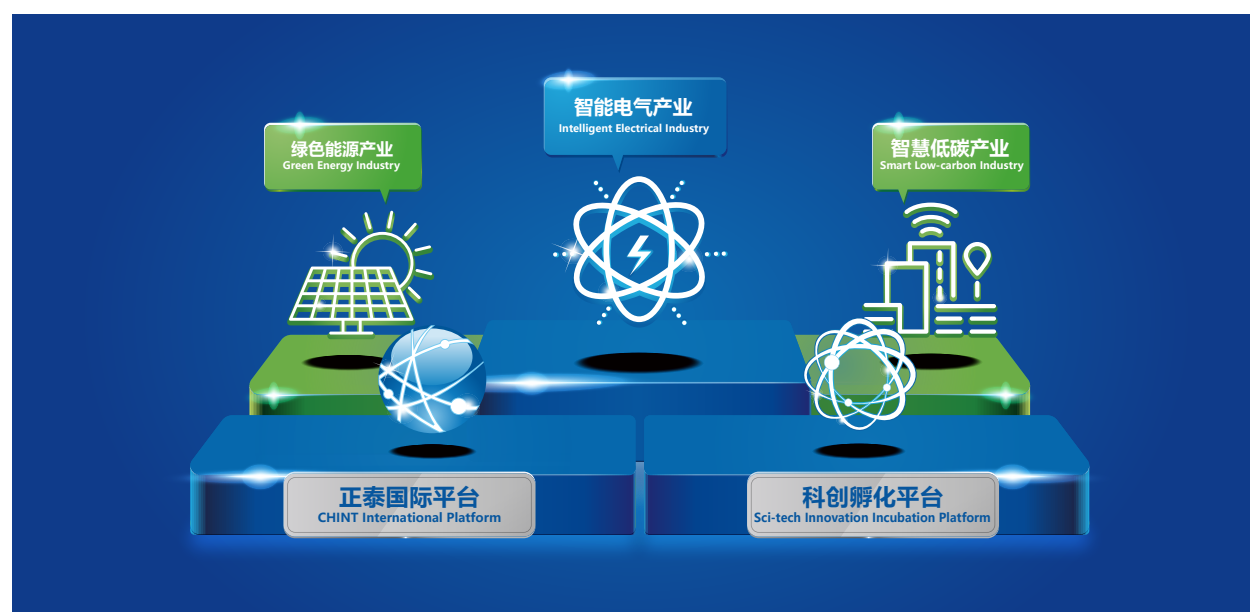 智能电气产业
Intelligent Electrical Industry
绿色能源产业
Green Energy Industry
智慧低碳产业
Smart Low-carbon Industry
正泰国际平台
CHINT International Platform
科创孵化平台
Sci-tech Innovation Incubation Platform